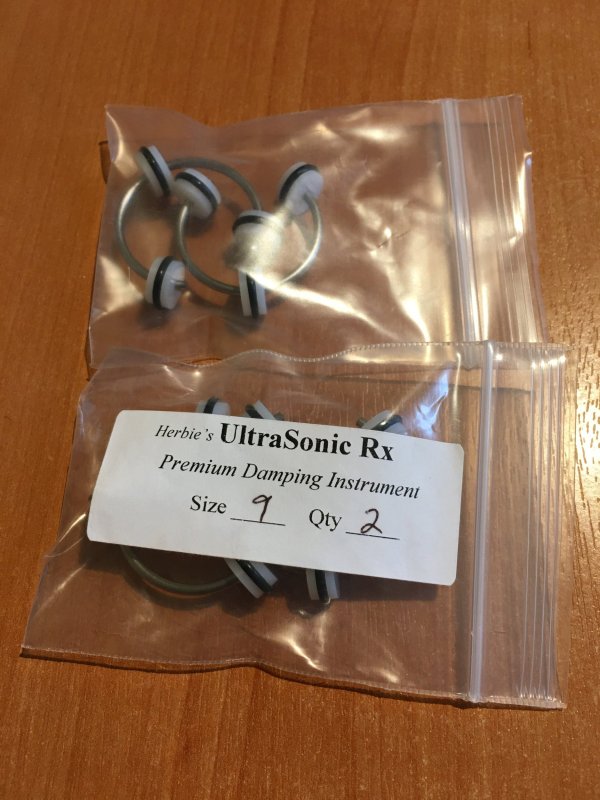 Herbie's UltraSonic Rx
Premium Damping Instrument
Size 9 Qty 2